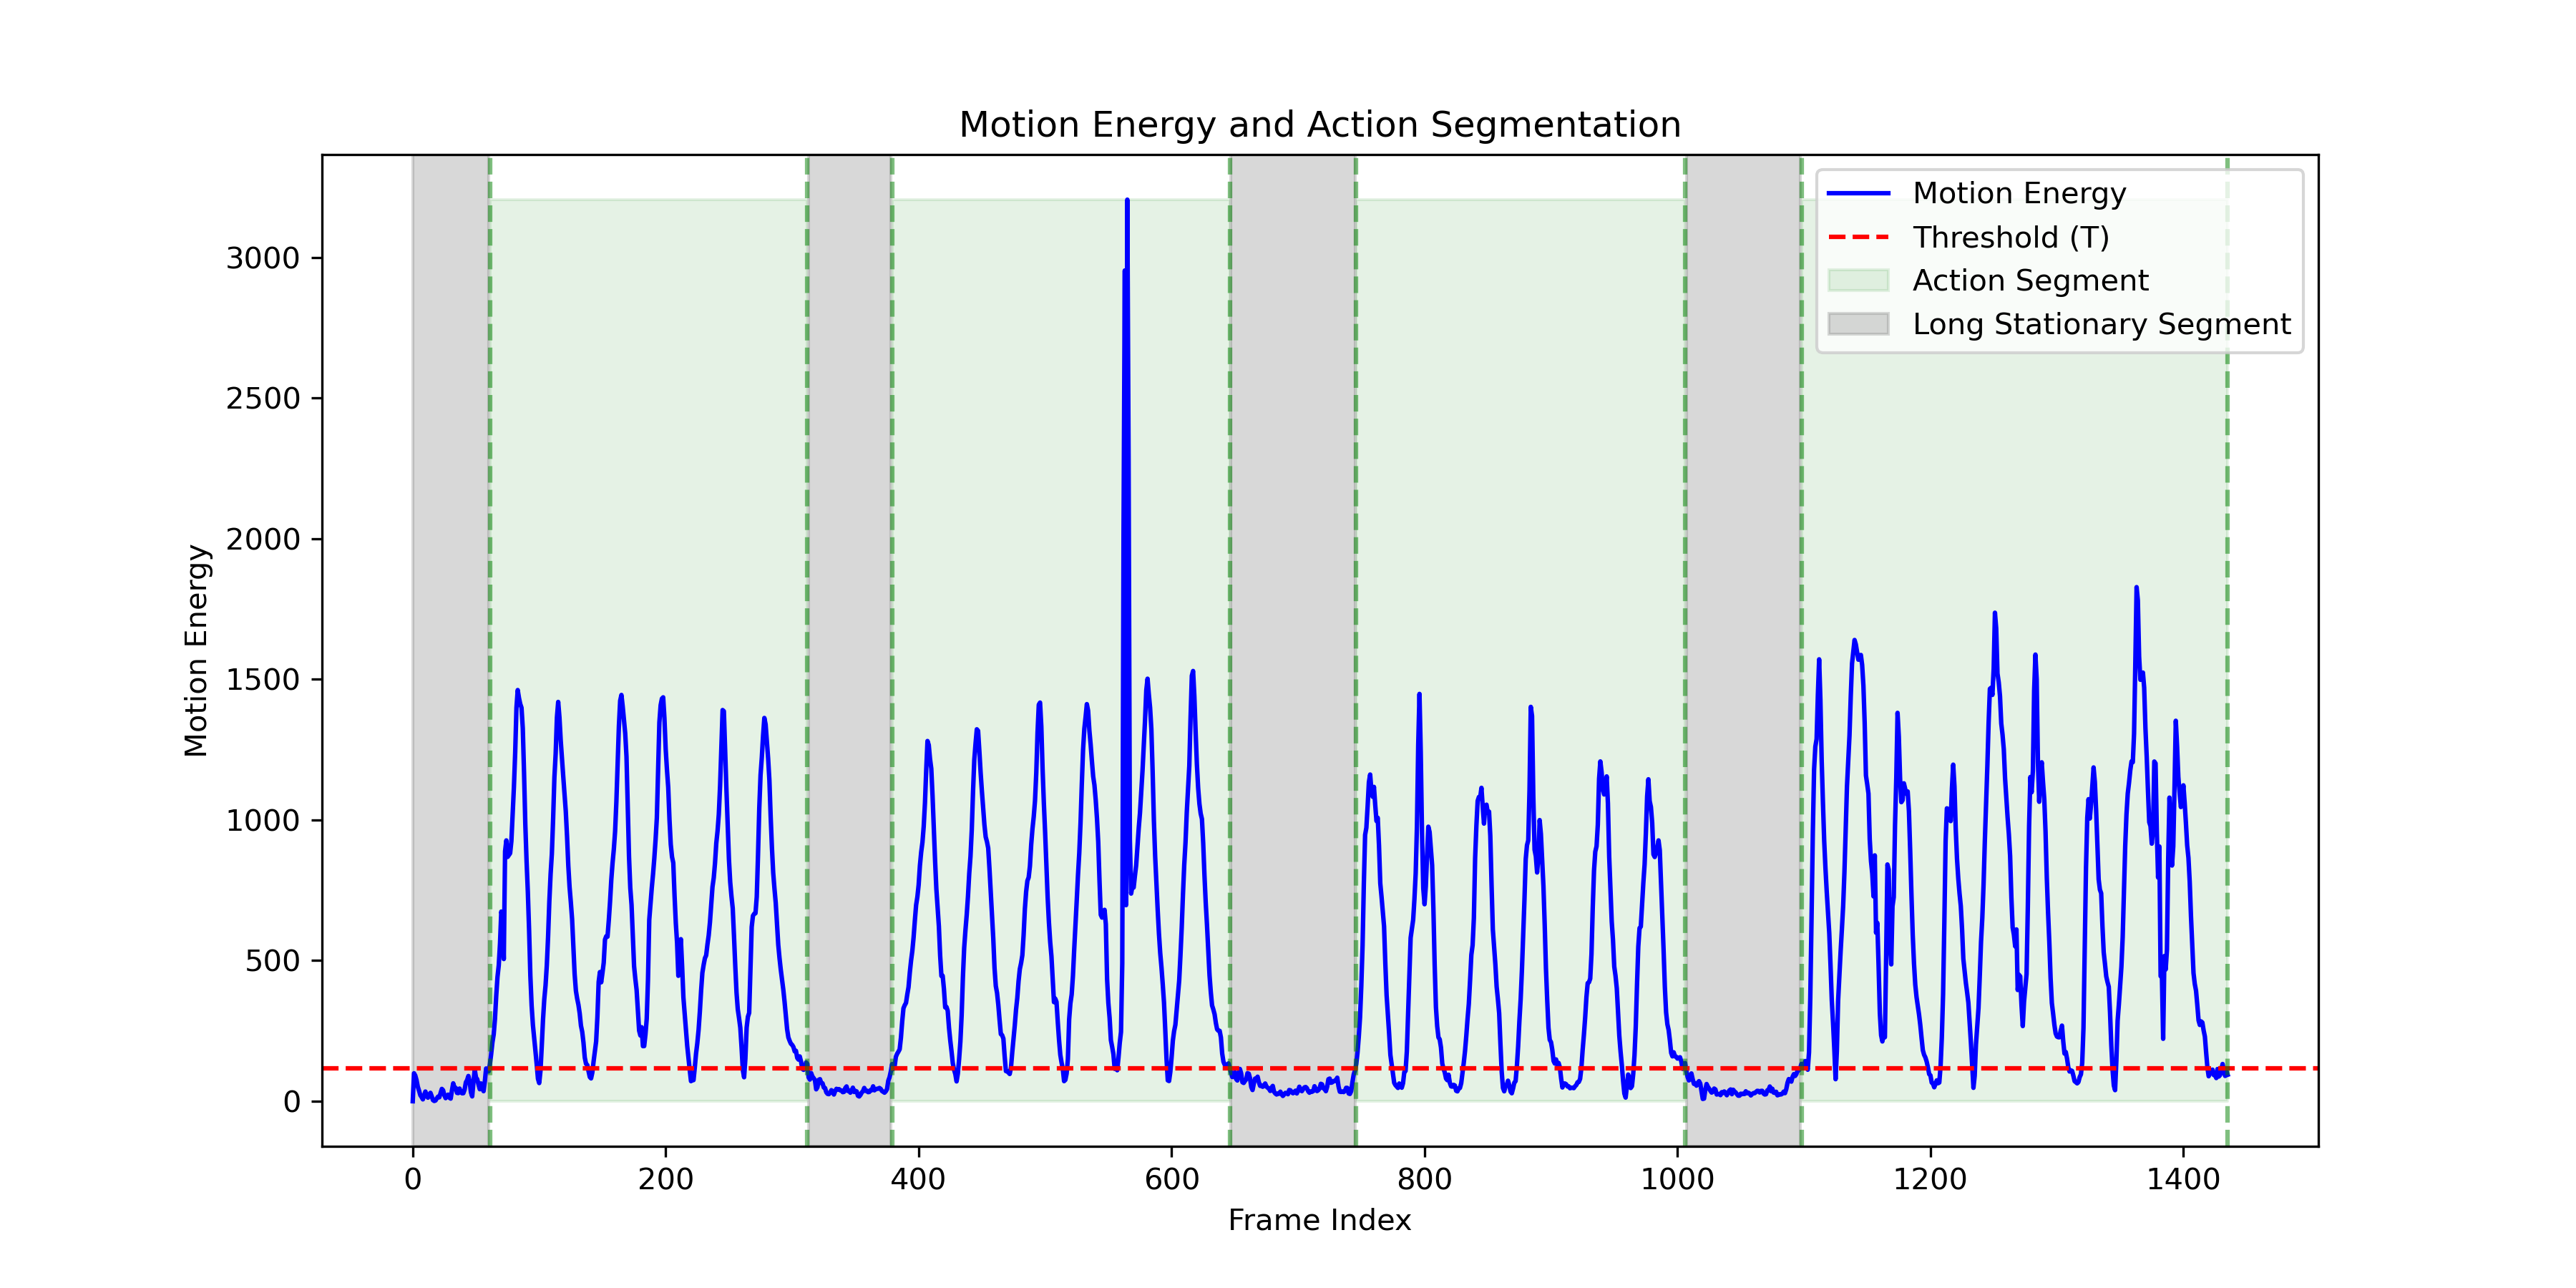 Motion Energy and Action Segmentation
Motion Energy
Threshold (T)
Action Segment
Long Stationary Segment
3000
2500
2000
1500
1000
500
0
Motion Energy
0 200 400 600 800 1000 1200 1400
Frame Index